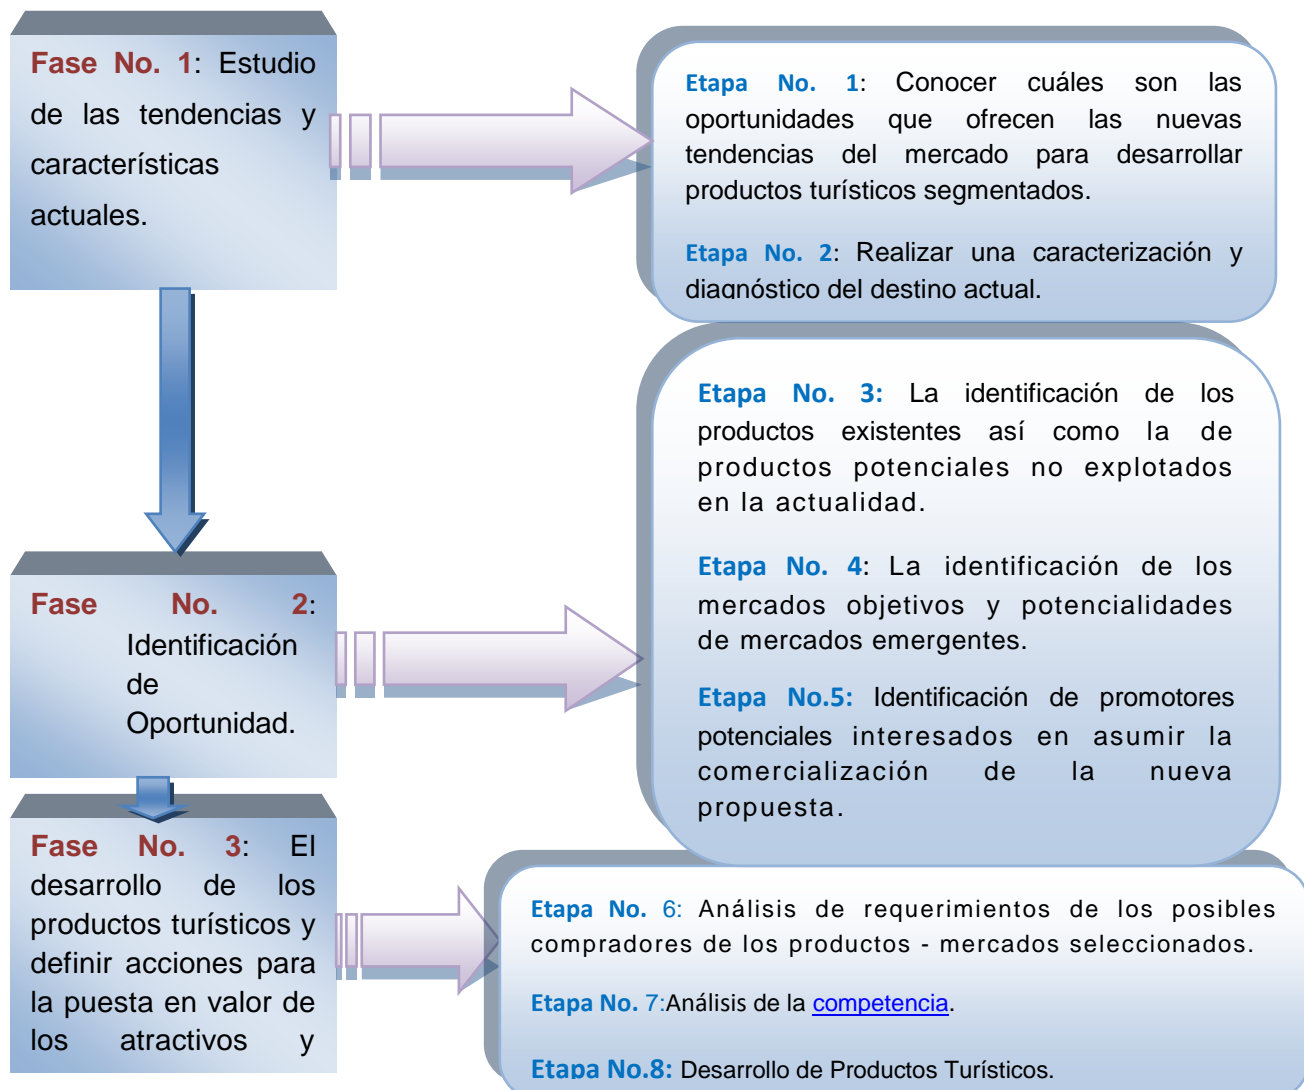 Fase No. 1: Estudio
de las tendencias y
características
actuales.
Etapa No. 1: Conocer cuáles son las
oportunidades que ofrecen las nuevas
tendencias del mercado para desarrollar
productos turísticos segmentados.
Etapa No. 2: Realizar una caracterización y
diagnóstico del destino actual.
Fase No. 2:
Identificación
de
Oportunidad.
Etapa No. 3: La identificación de los
productos existentes así como la de
productos potenciales no explotados
en la actualidad.
Etapa No. 4: La identificación de los
mercados objetivos y potencialidades
de mercados emergentes.
Etapa No.5: Identificación de promotores
potenciales interesados en asumir la
comercialización de la nueva
propuesta.
Fase No. 3: El
desarrollo de los
productos turísticos y
definir acciones para
la puesta en valor de
los atractivos y
Etapa No. 6: Análisis de requerimientos de los posibles
compradores de los productos - mercados seleccionados.
Etapa No. 7:Análisis de la competencia.
Etapa No.8: Desarrollo de Productos Turísticos.